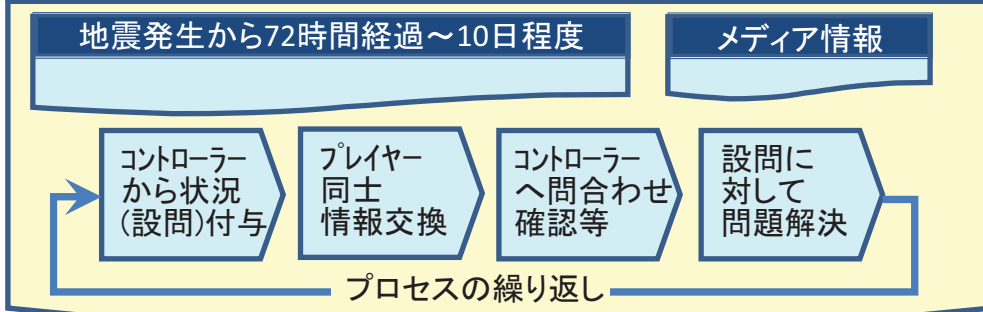 地震発生から72時間経過～10日程度
メディア情報
コントローラー
から状況
(設問)付与
プレイヤー
同士
情報交換
コントローラー
へ問合わせ
確認等
設問に
対して
問題解決
プロセスの繰り返し